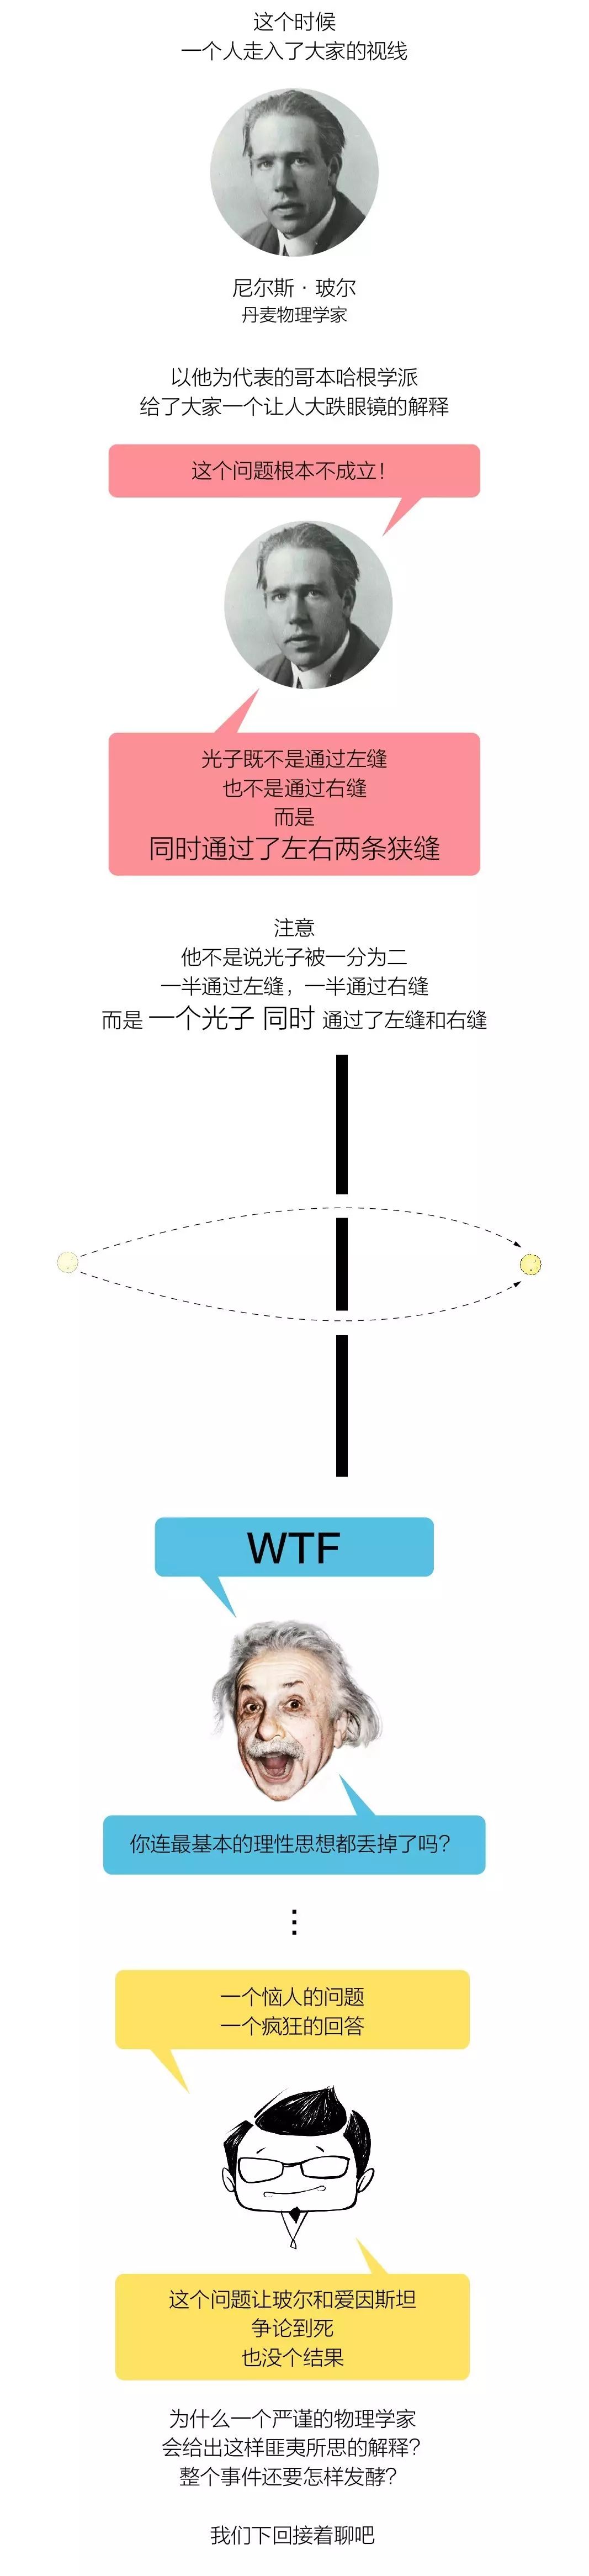 这个时候
一个人走入了大家的视线
尼尔斯·玻尔
丹麦物理学家
以他为代表的哥本哈根学派
给了大家一个让人大跌眼镜的解释
这个问题根本不成立！
光子既不是通过左缝
也不是通过右缝
而是
同时通过了左右两条狭缝
注意
他不是说光子被一分为二
一半通过左缝，一半通过右缝
而是 一个光子 同时 通过了左缝和右缝
WTF
你连最基本的理性思想都丢掉了吗？
⋮
一个恼人的问题
一个疯狂的回答
这个问题让玻尔和爱因斯坦
争论到死
也没个结果
为什么一个严谨的物理学家
会给出这样匪夷所思的解释？
整个事件还要怎样发酵？
我们下回接着聊吧